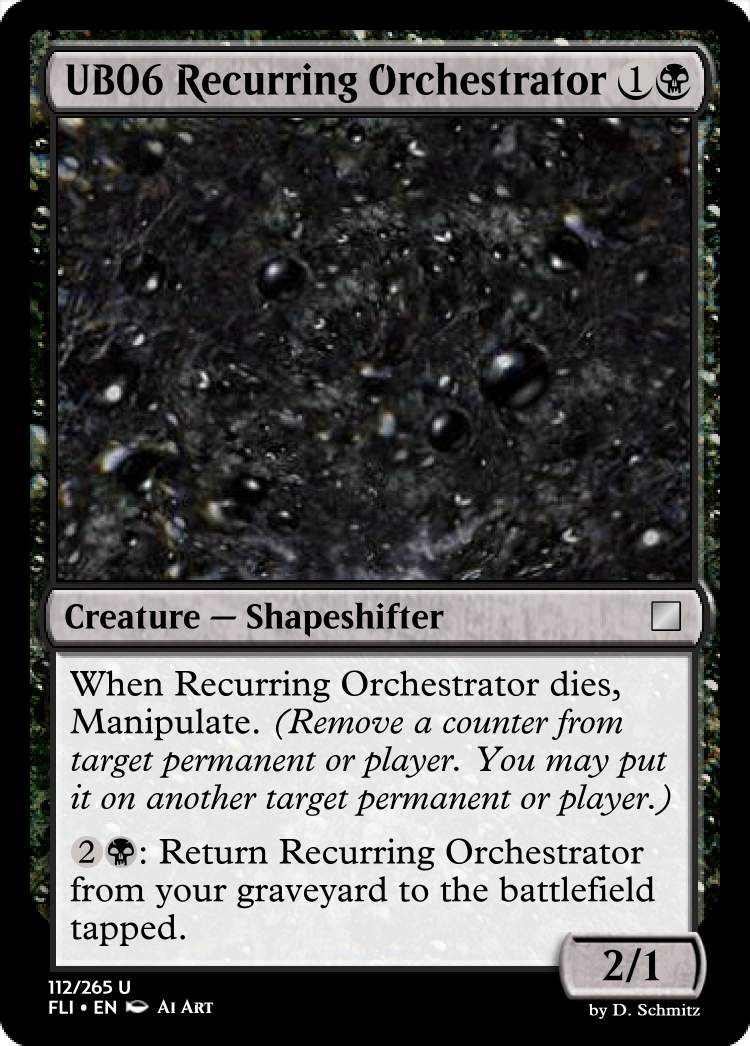 UB06 Recurring Orchestrator 1
Creature — Shapeshifter
When Recurring Orchestrator dies,
Manipulate. (Remove a counter from
target permanent or player. You may put
it on another target permanent or player.)
2: Return Recurring Orchestrator
from your graveyard to the battlefield
tapped.
2/1
112/265 U
FLI • EN AI ART
by D. Schmitz